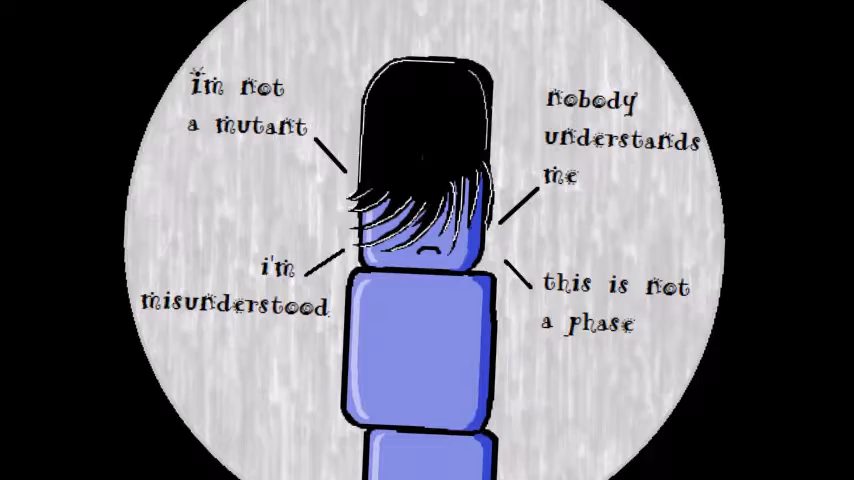 i'm not
a mutant
nobody
understands
me
i'm
misunderstood
this is not
a phase